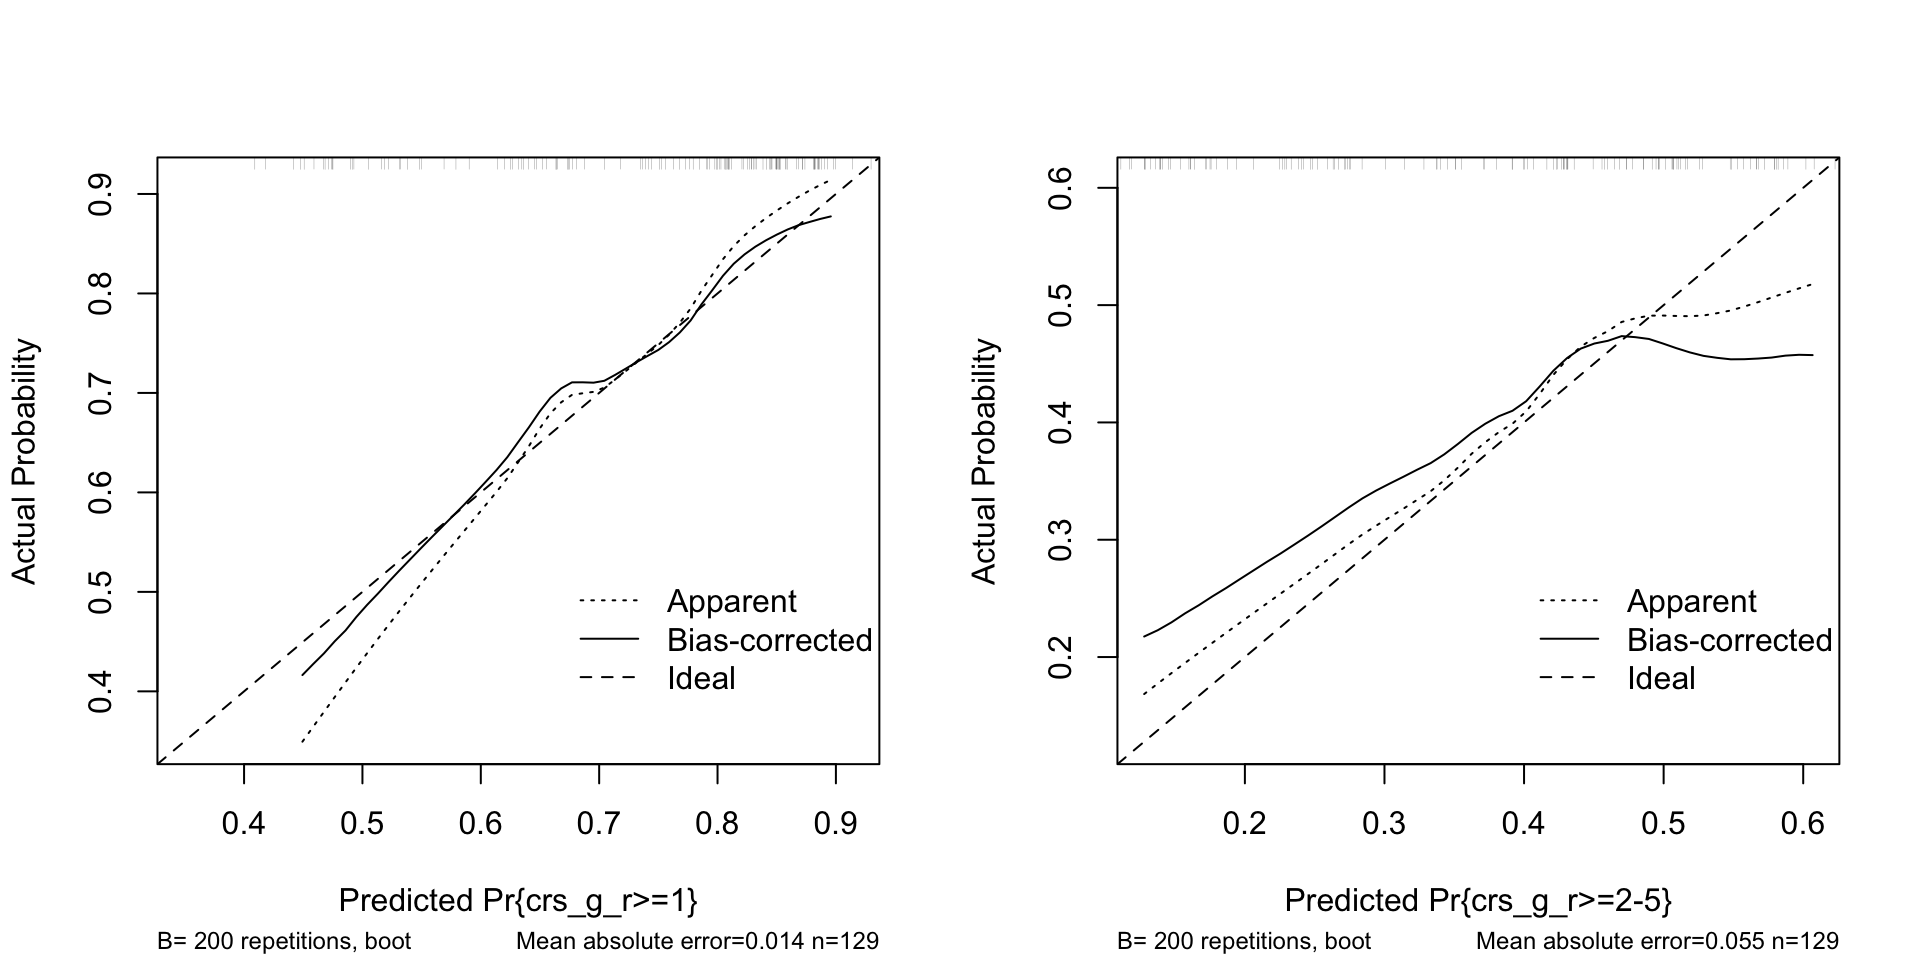 Actual Probability
0.9
0.8
0.7
0.6
0.5
0.4
Apparent
Bias-corrected
Ideal
0.4 0.5 0.6 0.7 0.8 0.9
Predicted Pr{crs_g_r>=1}
B= 200 repetitions, boot Mean absolute error=0.014 n=129
Actual Probability
0.6
0.5
0.4
0.3
0.2
Apparent
Bias-corrected
Ideal
0.2 0.3 0.4 0.5 0.6
Predicted Pr{crs_g_r>=2-5}
B= 200 repetitions, boot Mean absolute error=0.055 n=129